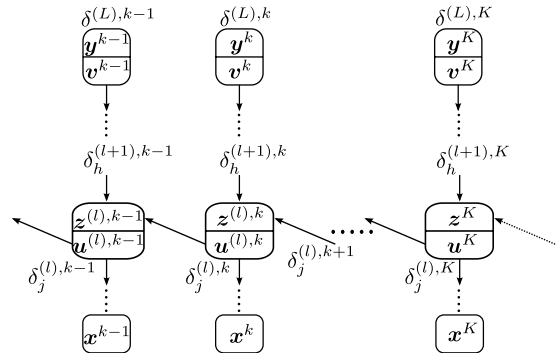 δ^{(L),k-1} δ^{(L),k} δ^{(L),K}
y^{k-1} y^k y^K
v^{k-1} v^k v^K
δ_h^{(l+1),k-1} δ_h^{(l+1),k} δ_h^{(l+1),K}
z^{(l),k-1} z^{(l),k} z^K
u^{(l),k-1} u^{(l),k} u^K
δ_j^{(l),k-1} δ_j^{(l),k} δ_j^{(l),k+1} δ_j^{(l),K}
x^{k-1} x^k x^K